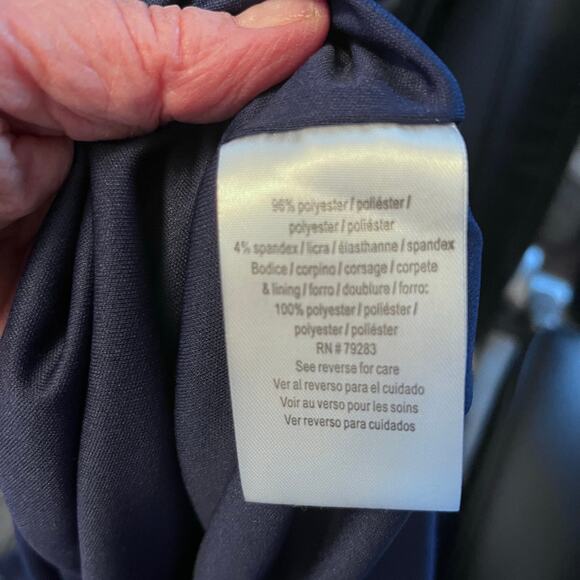 96% polyester / poliéster /
polyester / poliéster
4% spandex / licra / élasthanne / spandex
Bodice / corpino / corsage / corpete
& lining / forro / doublure / forro:
100% polyester / poliéster /
polyester / poliéster
RN # 79283
See reverse for care
Ver al reverso para el cuidado
Voir au verso pour les soins
Ver reverso para cuidados